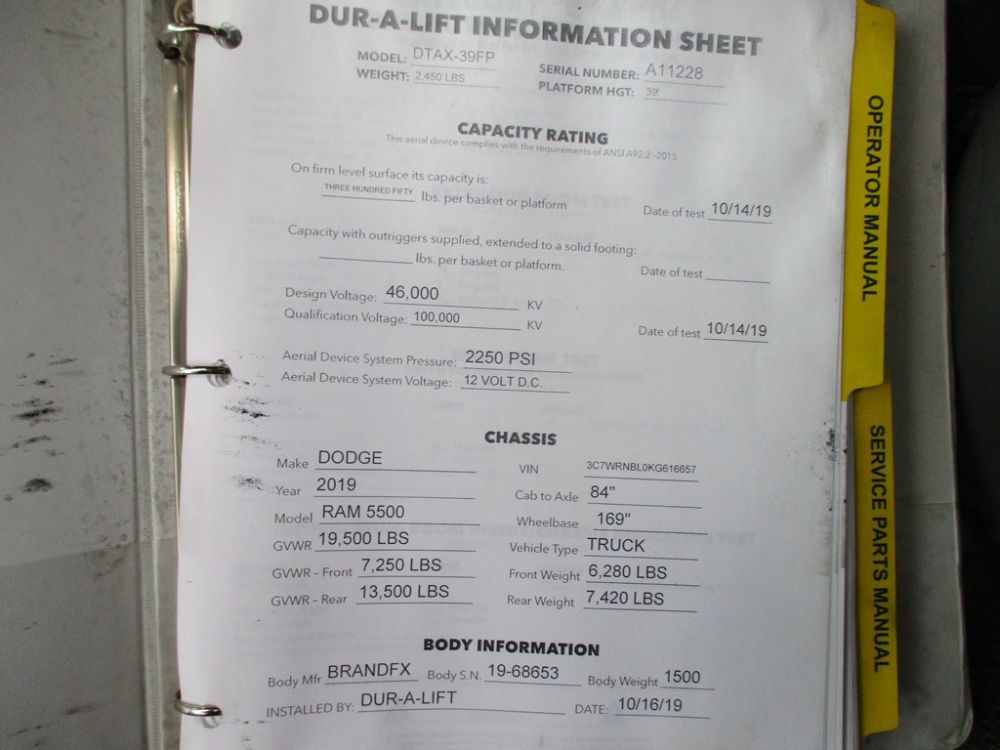 DUR-A-LIFT INFORMATION SHEET
MODEL: DTAX-39FP SERIAL NUMBER: A11228
WEIGHT: 2,450 LBS PLATFORM HGT: 39'
CAPACITY RATING
This aerial device complies with the requirements of ANSI A92.2 -2015
On firm level surface its capacity is:
THREE HUNDRED FIFTY lbs. per basket or platform Date of test 10/14/19
Capacity with outriggers supplied, extended to a solid footing:
lbs. per basket or platform. Date of test
Design Voltage: 46,000 KV
Qualification Voltage: 100,000 KV Date of test 10/14/19
Aerial Device System Pressure: 2250 PSI
Aerial Device System Voltage: 12 VOLT D.C.
CHASSIS
Make DODGE VIN 3C7WRNBL0KG616657
Year 2019 Cab to Axle 84"
Model RAM 5500 Wheelbase 169"
GVWR 19,500 LBS Vehicle Type TRUCK
GVWR - Front 7,250 LBS Front Weight 6,280 LBS
GVWR - Rear 13,500 LBS Rear Weight 7,420 LBS
BODY INFORMATION
Body Mfr BRANDFX Body S.N. 19-68653 Body Weight 1500
INSTALLED BY: DUR-A-LIFT DATE: 10/16/19
OPERATOR MANUAL
SERVICE PARTS MANUAL